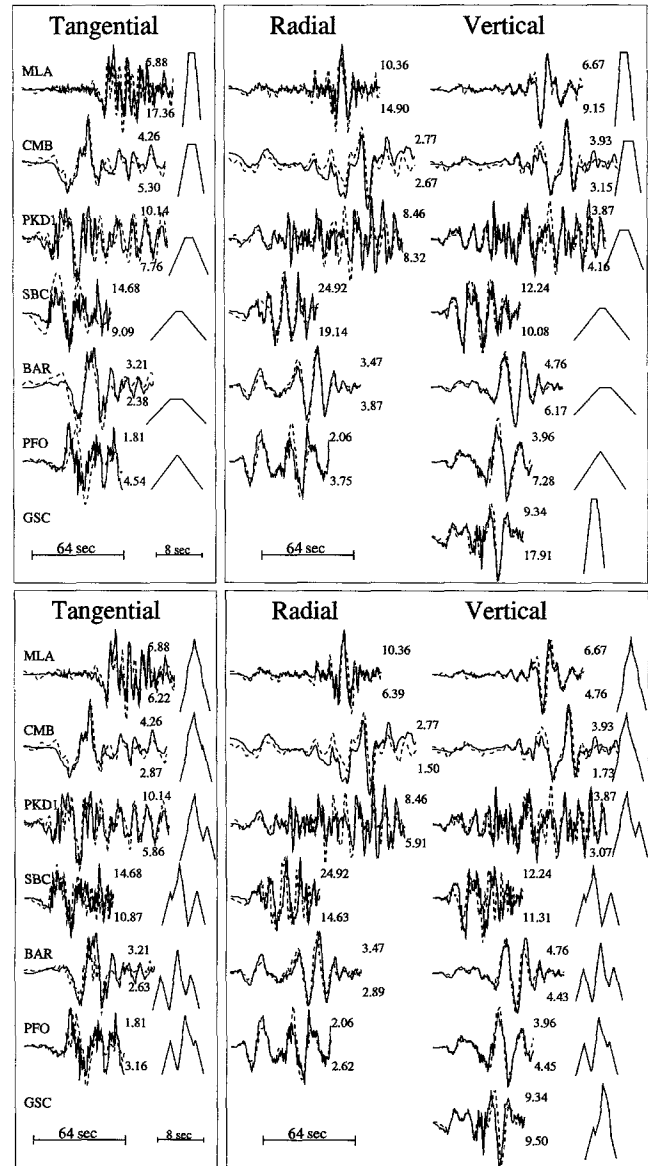 Tangential Radial Vertical
MLA 5.88 10.36 6.67
17.36 14.90 9.15
CMB 4.26 2.77 3.93
5.30 2.67 3.15
PKD1 10.14 8.46 3.87
7.76 8.32 4.16
SBC 14.68 24.92 12.24
9.09 19.14 10.08
BAR 3.21 3.47 4.76
2.38 3.87 6.17
PFO 1.81 2.06 3.96
4.54 3.75 7.28
GSC 9.34
17.91
64 sec 8 sec 64 sec
Tangential Radial Vertical
MLA 5.88 10.36 6.67
6.22 6.39 4.76
CMB 4.26 2.77 3.93
2.87 1.50 1.73
PKD1 10.14 8.46 3.87
5.86 5.91 3.07
SBC 14.68 24.92 12.24
10.87 14.63 11.31
BAR 3.21 3.47 4.76
2.63 2.89 4.43
PFO 1.81 2.06 3.96
3.16 2.62 4.45
GSC 9.34
9.50
64 sec 8 sec 64 sec